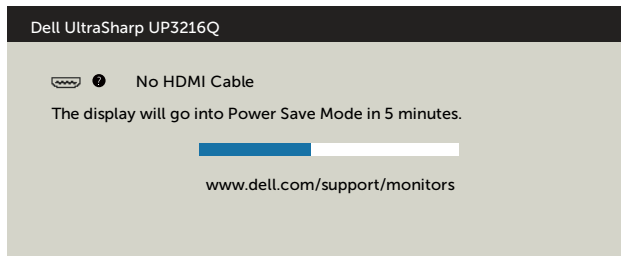 Dell UltraSharp UP3216Q
? No HDMI Cable
The display will go into Power Save Mode in 5 minutes.
www.dell.com/support/monitors